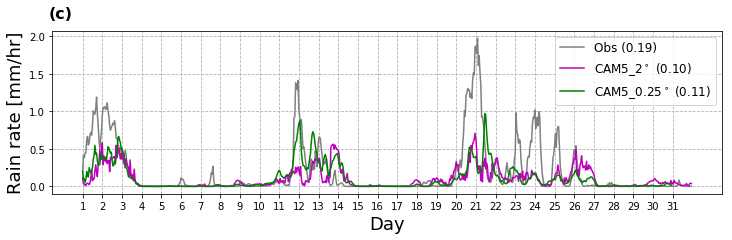 (c)
Rain rate [mm/hr]
2.0
1.5
1.0
0.5
0.0
Obs (0.19)
CAM5_2° (0.10)
CAM5_0.25° (0.11)
1 2 3 4 5 6 7 8 9 10 11 12 13 14 15 16 17 18 19 20 21 22 23 24 25 26 27 28 29 30 31
Day